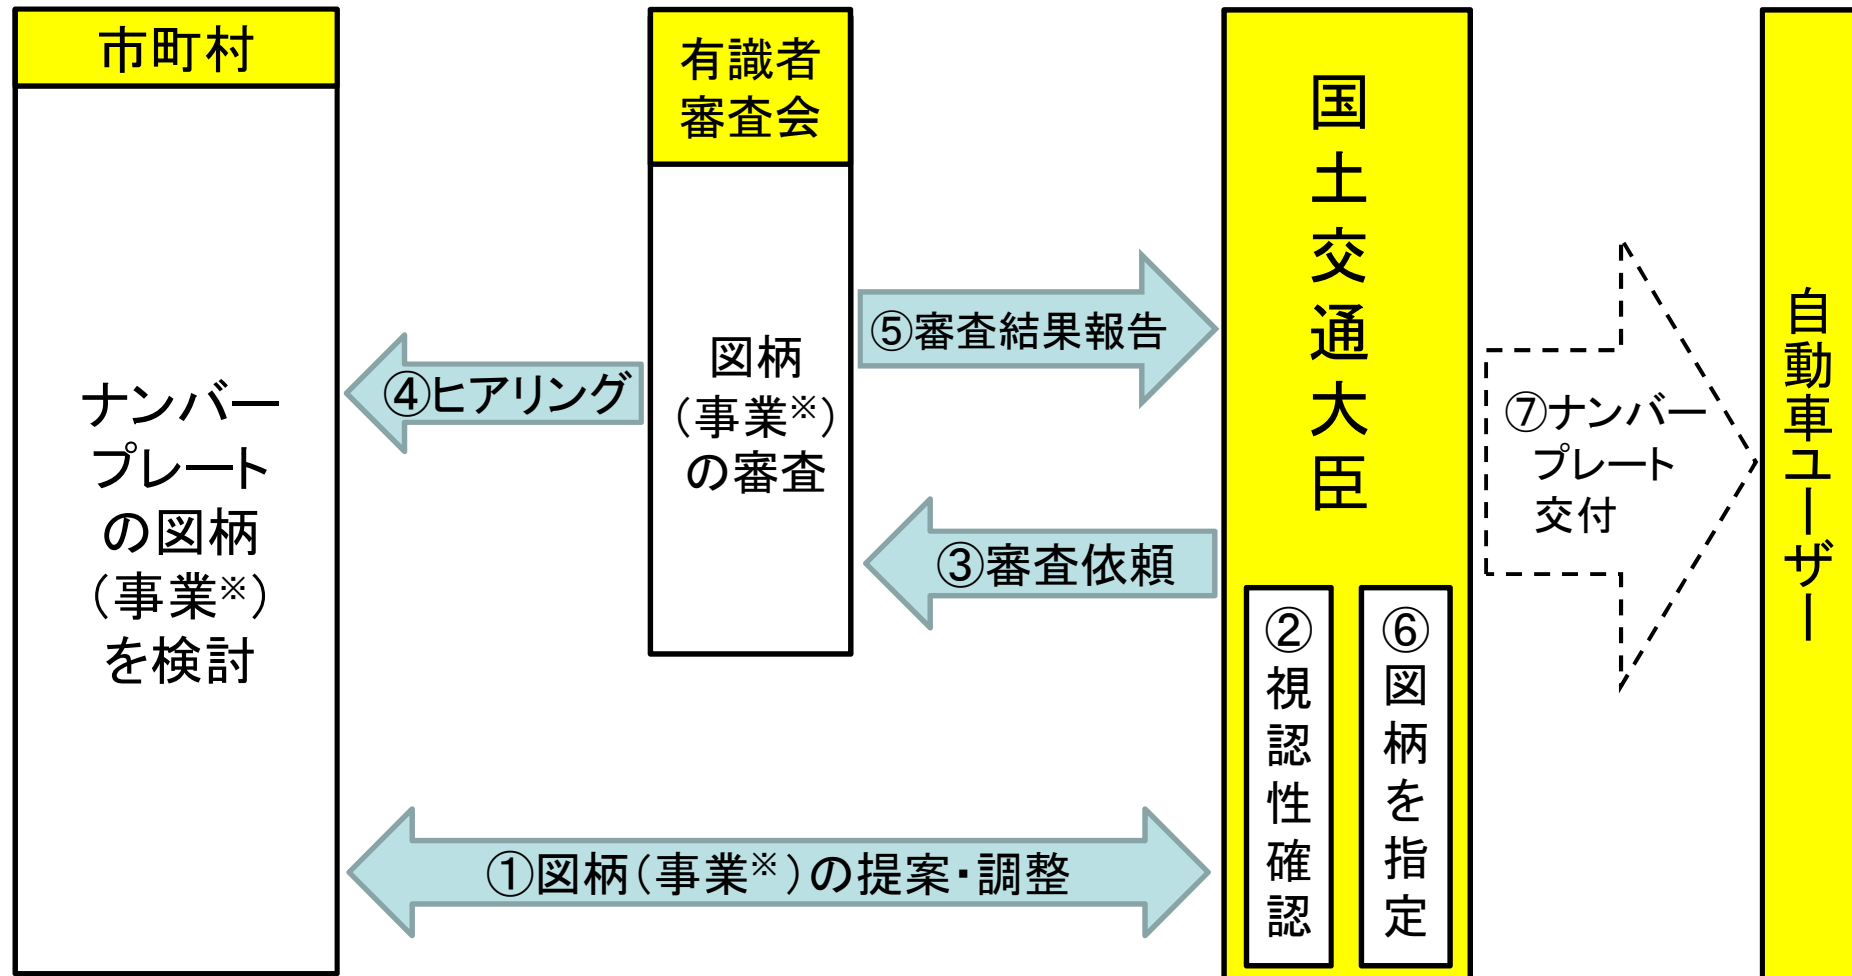 市町村
ナンバー
プレート
の図柄
（事業※）
を検討
有識者
審査会
図柄
（事業※）
の審査
④ヒアリング
⑤審査結果報告
③審査依頼
①図柄（事業※）の提案・調整
国土交通大臣
②視認性確認
⑥図柄を指定
⑦ナンバー
プレート
交付
自動車ユーザー